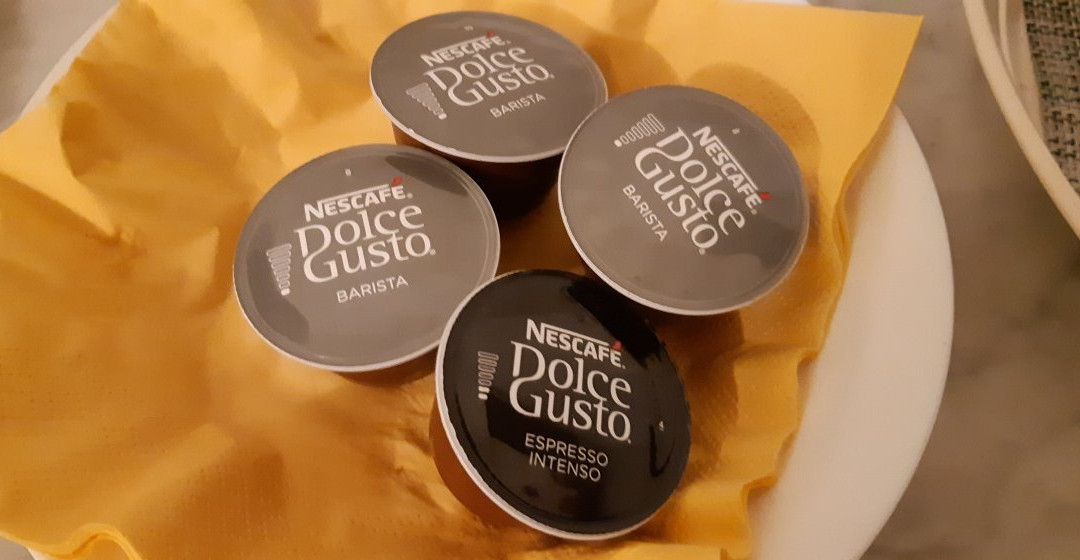 NESCAFÉ
Dolce
Gusto
BARISTA
NESCAFÉ
Dolce
Gusto
BARISTA
NESCAFÉ
Dolce
Gusto
BARISTA
NESCAFÉ
Dolce
Gusto
ESPRESSO
INTENSO